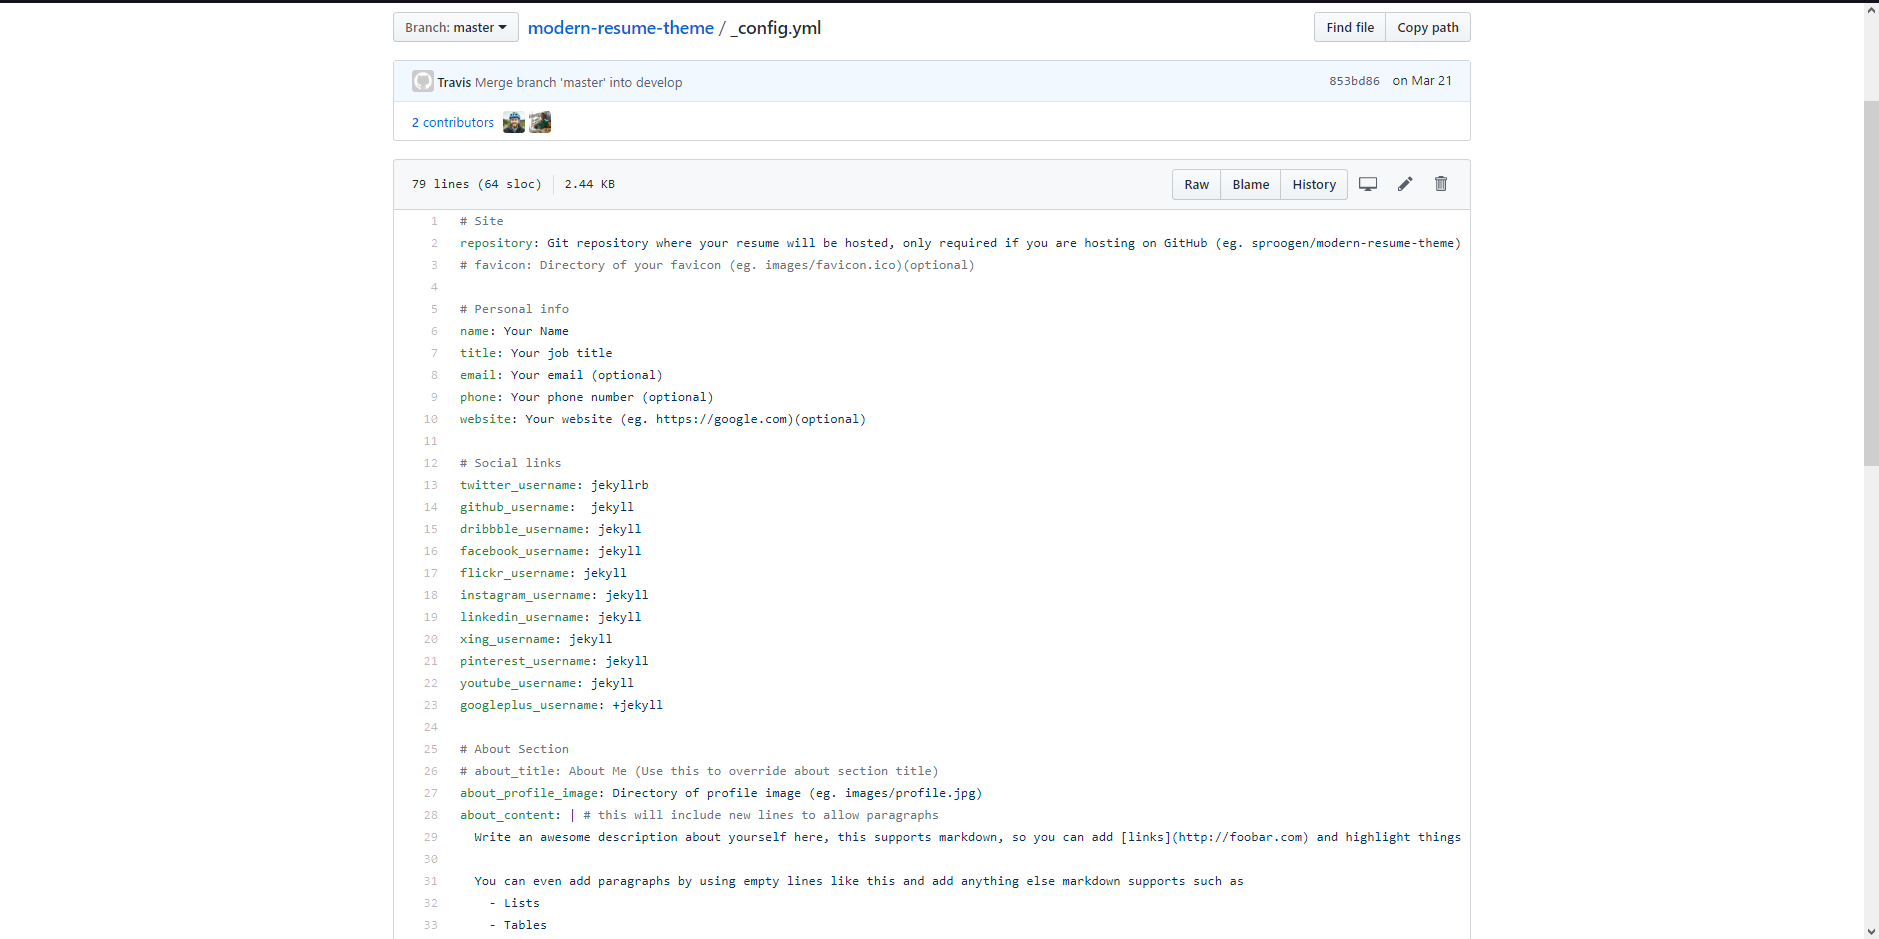 Branch: master modern-resume-theme / _config.yml Find file Copy path
Travis Merge branch 'master' into develop 853bd86 on Mar 21
2 contributors
79 lines (64 sloc) 2.44 KB Raw Blame History
1 # Site
2 repository: Git repository where your resume will be hosted, only required if you are hosting on GitHub (eg. sproogen/modern-resume-theme)
3 # favicon: Directory of your favicon (eg. images/favicon.ico)(optional)
4
5 # Personal info
6 name: Your Name
7 title: Your job title
8 email: Your email (optional)
9 phone: Your phone number (optional)
10 website: Your website (eg. https://google.com)(optional)
11
12 # Social links
13 twitter_username: jekyllrb
14 github_username:  jekyll
15 dribbble_username: jekyll
16 facebook_username: jekyll
17 flickr_username: jekyll
18 instagram_username: jekyll
19 linkedin_username: jekyll
20 xing_username: jekyll
21 pinterest_username: jekyll
22 youtube_username: jekyll
23 googleplus_username: +jekyll
24
25 # About Section
26 # about_title: About Me (Use this to override about section title)
27 about_profile_image: Directory of profile image (eg. images/profile.jpg)
28 about_content: | # this will include new lines to allow paragraphs
29   Write an awesome description about yourself here, this supports markdown, so you can add [links](http://foobar.com) and highlight things
30
31   You can even add paragraphs by using empty lines like this and add anything else markdown supports such as
32     - Lists
33     - Tables